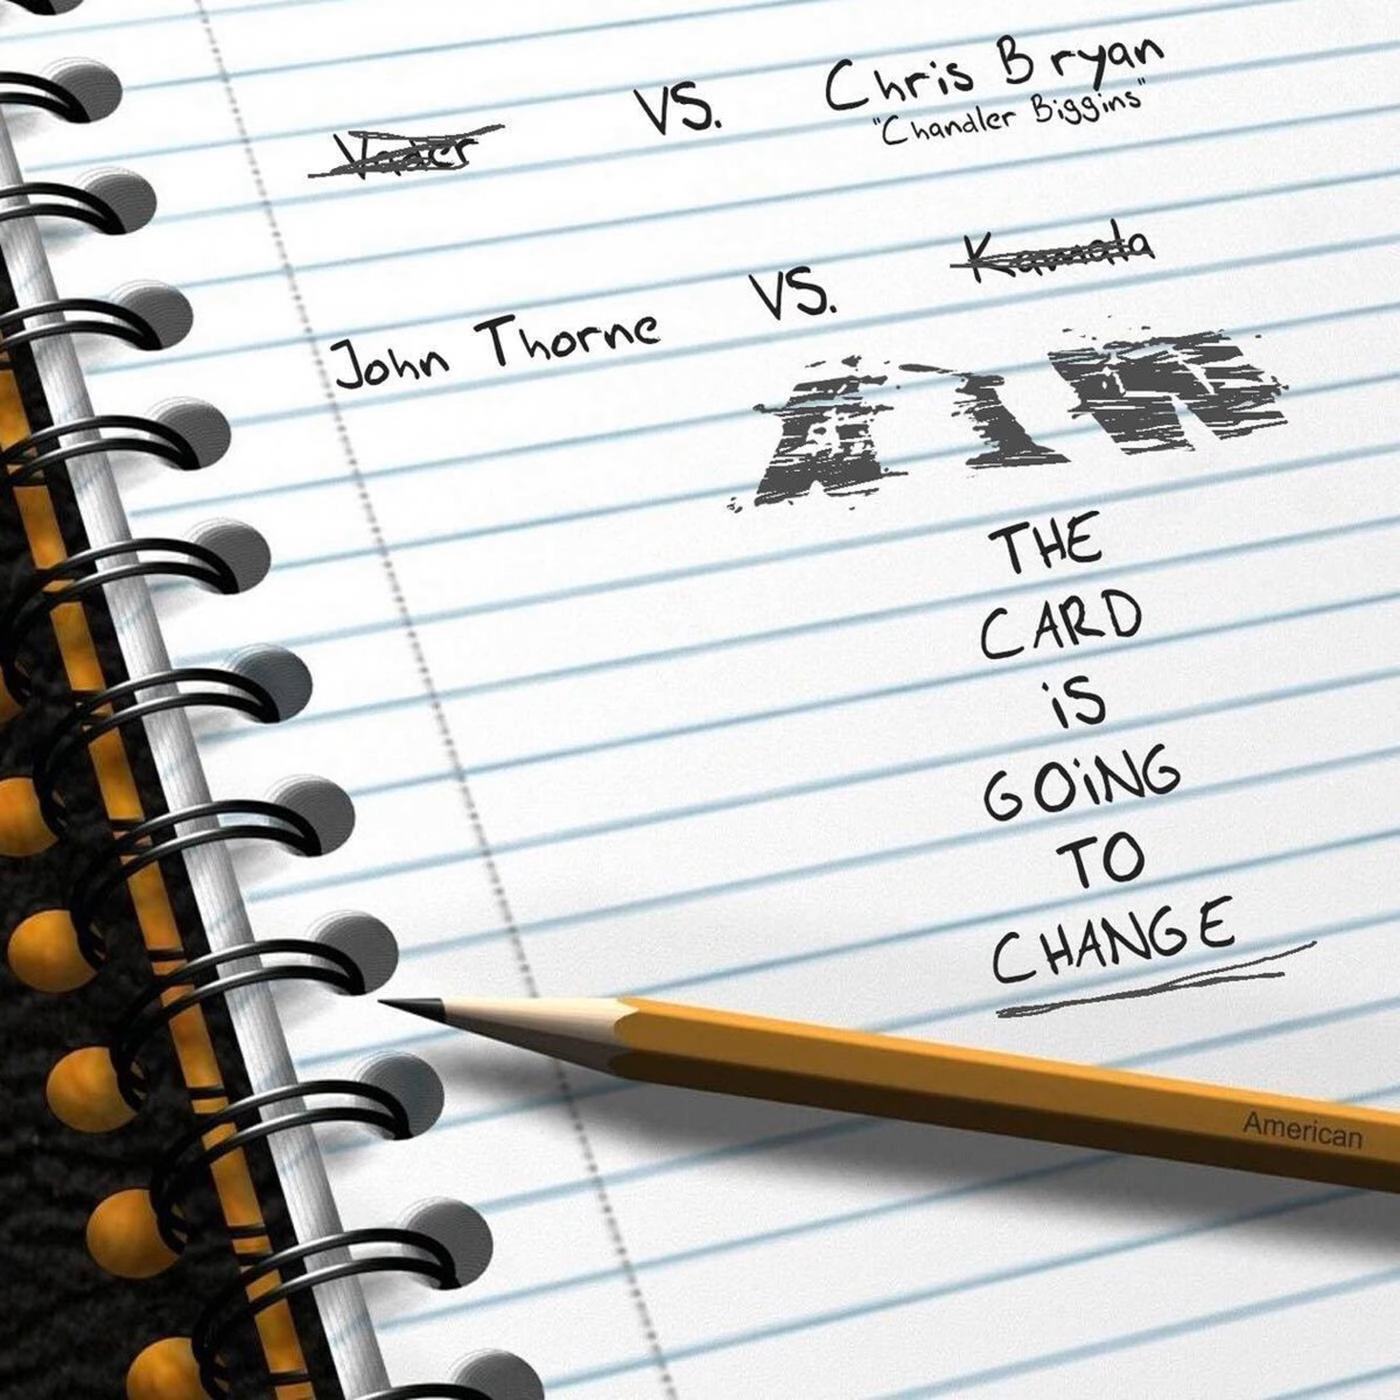 Vader VS. Chris Bryan
"Chandler Biggins"
John Thorne VS. Kamala
AIW
THE
CARD
iS
GOiNG
TO
CHANGE
American